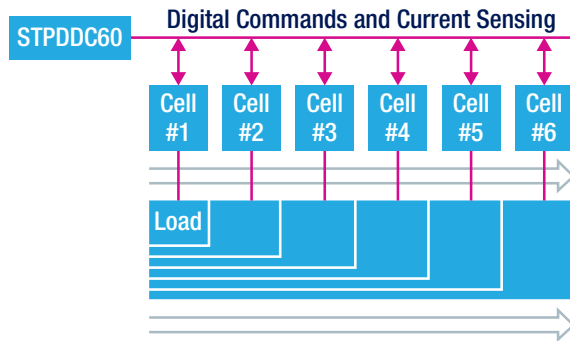 Digital Commands and Current Sensing
STPDDC60
Cell
#1
Cell
#2
Cell
#3
Cell
#4
Cell
#5
Cell
#6
Load